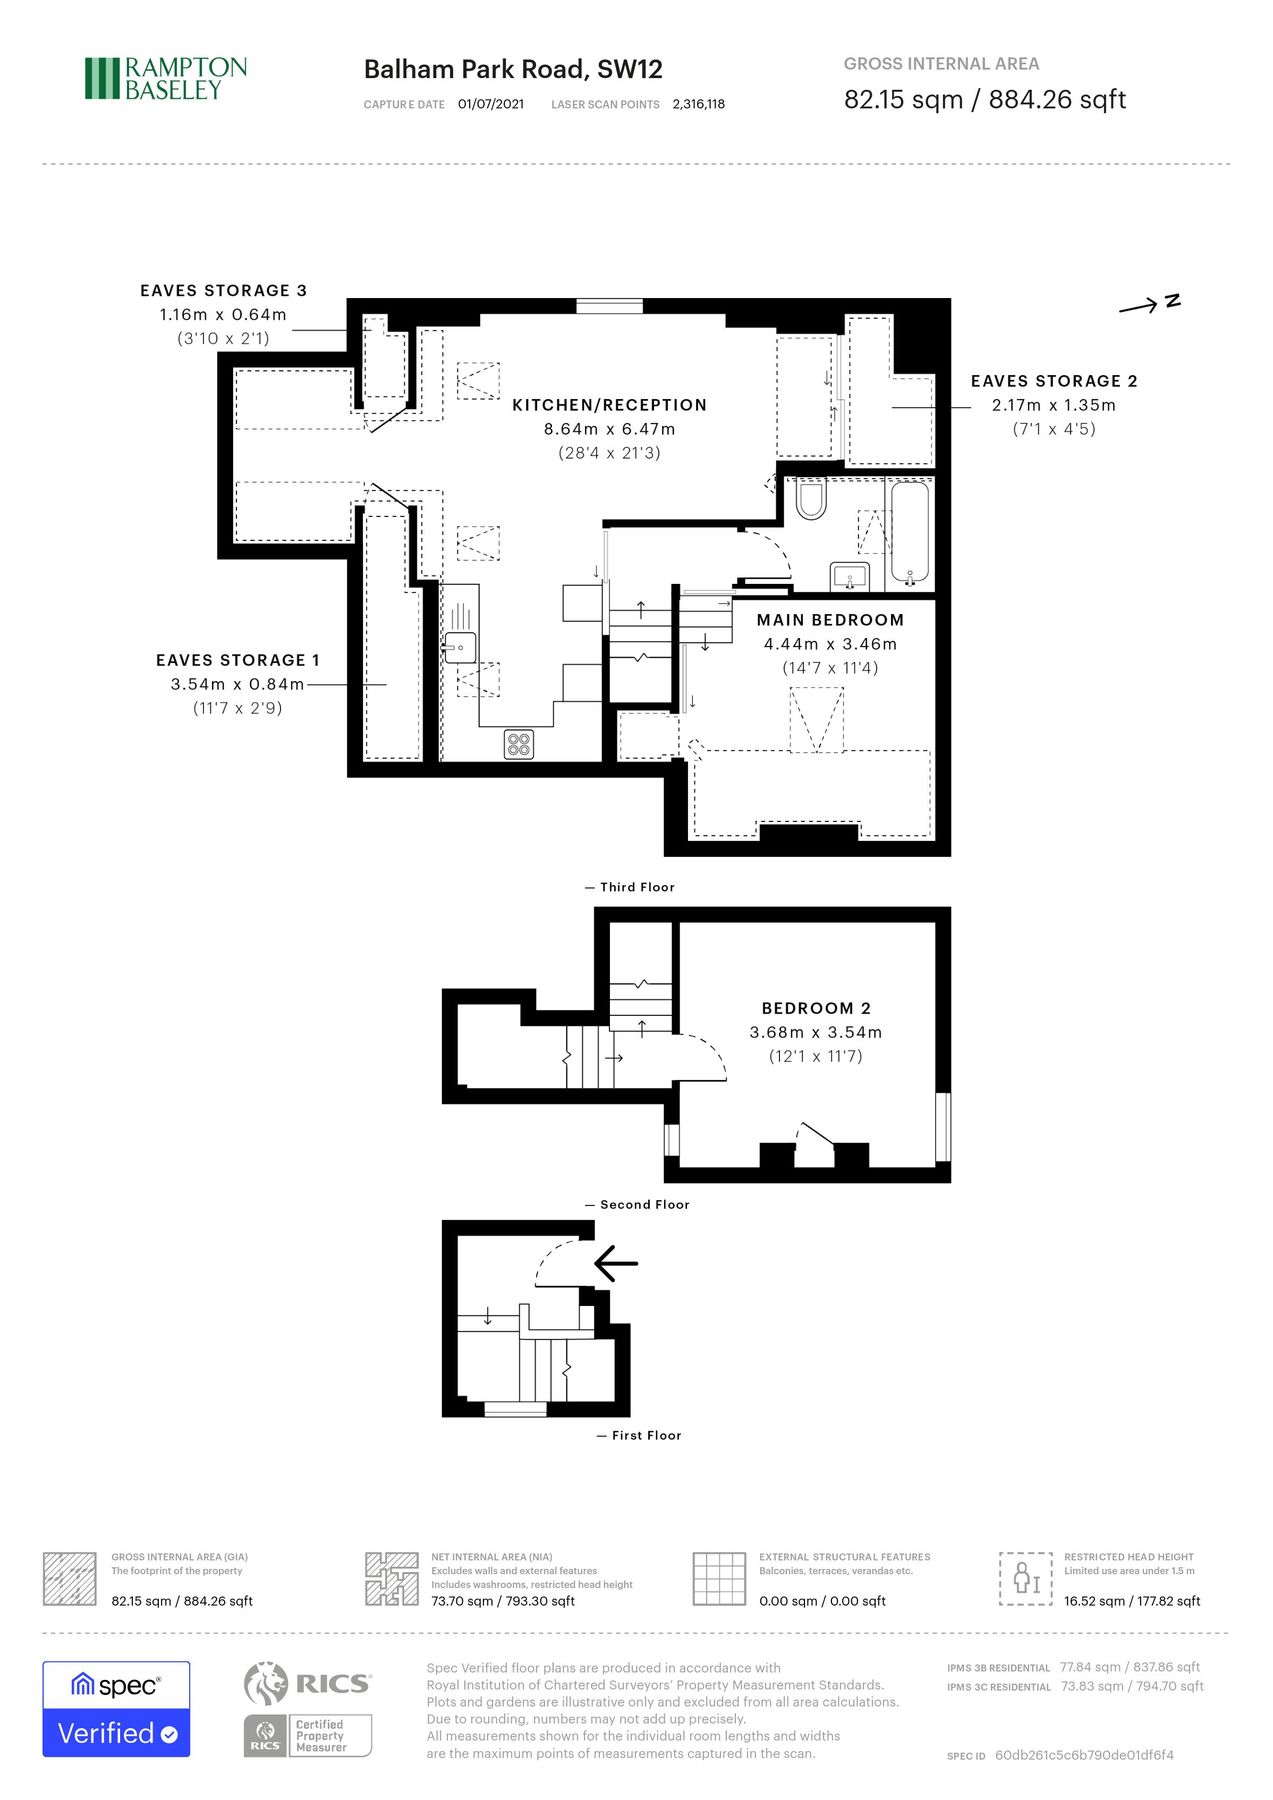 RAMPTON
BASELEY
Balham Park Road, SW12
CAPTURE DATE 01/07/2021 LASER SCAN POINTS 2,316,118
GROSS INTERNAL AREA
82.15 sqm / 884.26 sqft
EAVES STORAGE 3
1.16m x 0.64m
(3'10 x 2'1)
N
KITCHEN/RECEPTION
8.64m x 6.47m
(28'4 x 21'3)
EAVES STORAGE 2
2.17m x 1.35m
(7'1 x 4'5)
MAIN BEDROOM
4.44m x 3.46m
(14'7 x 11'4)
EAVES STORAGE 1
3.54m x 0.84m
(11'7 x 2'9)
— Third Floor
BEDROOM 2
3.68m x 3.54m
(12'1 x 11'7)
— Second Floor
— First Floor
GROSS INTERNAL AREA (GIA)
The footprint of the property
82.15 sqm / 884.26 sqft
NET INTERNAL AREA (NIA)
Excludes walls and external features
Includes washrooms, restricted head height
73.70 sqm / 793.30 sqft
EXTERNAL STRUCTURAL FEATURES
Balconies, terraces, verandas etc.
0.00 sqm / 0.00 sqft
RESTRICTED HEAD HEIGHT
Limited use area under 1.5 m
16.52 sqm / 177.82 sqft
spec®
Verified
RICS
RICS
Certified
Property
Measurer
Spec Verified floor plans are produced in accordance with
Royal Institution of Chartered Surveyors' Property Measurement Standards.
Plots and gardens are illustrative only and excluded from all area calculations.
Due to rounding, numbers may not add up precisely.
All measurements shown for the individual room lengths and widths
are the maximum points of measurements captured in the scan.
IPMS 3B RESIDENTIAL 77.84 sqm / 837.86 sqft
IPMS 3C RESIDENTIAL 73.83 sqm / 794.70 sqft
SPEC ID 60db261c5c6b790de01df6f4